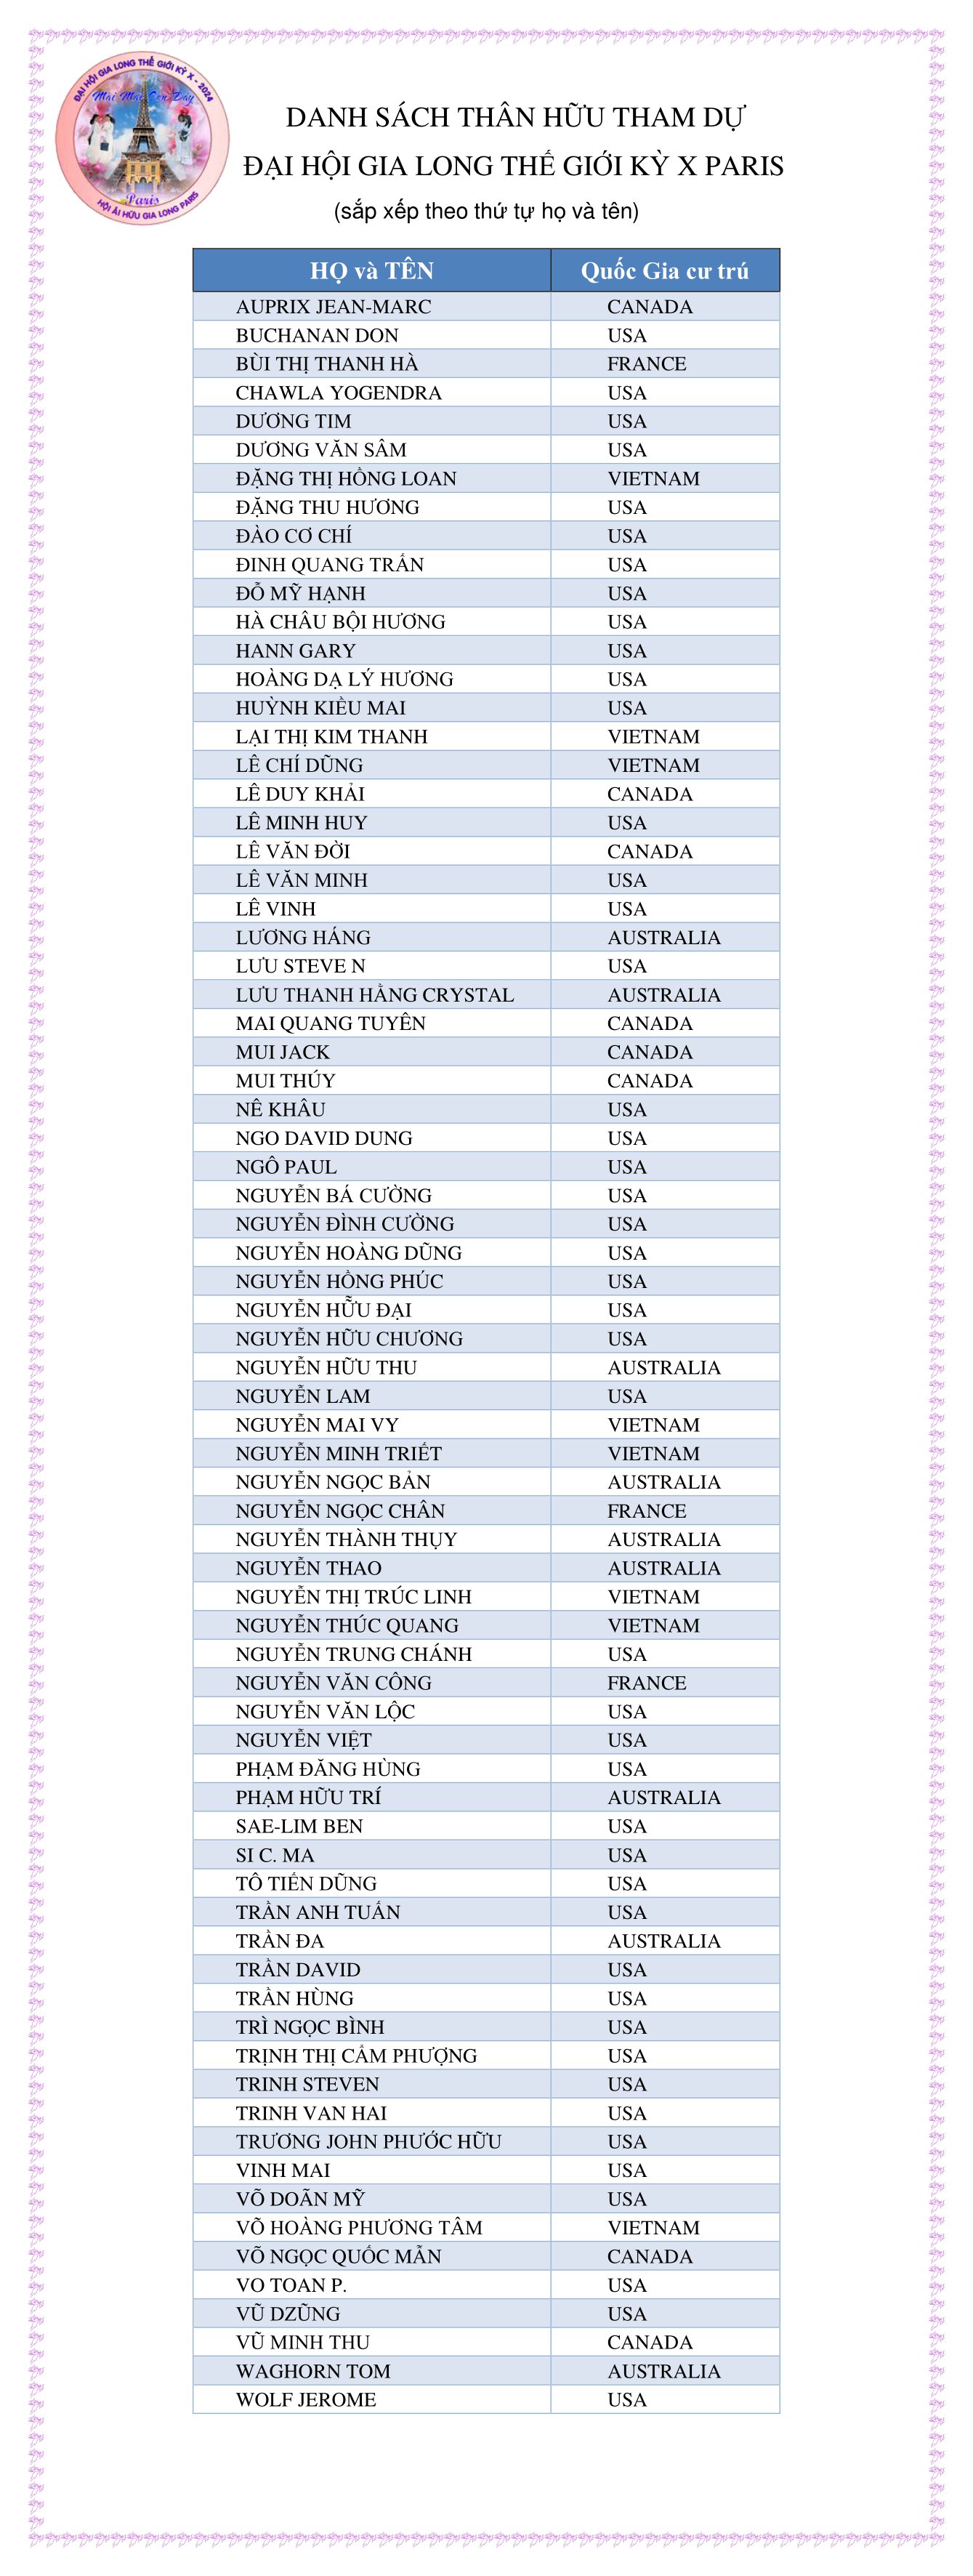 ĐẠI HỘI GIA LONG THẾ GIỚI KỲ X - 2024
Mãi Mãi Còn Đây
Paris
HỘI ÁI HỮU GIA LONG PARIS
DANH SÁCH THÂN HỮU THAM DỰ
ĐẠI HỘI GIA LONG THẾ GIỚI KỲ X PARIS
(sắp xếp theo thứ tự họ và tên)
HỌ và TÊN Quốc Gia cư trú
AUPRIX JEAN-MARC CANADA
BUCHANAN DON USA
BÙI THỊ THANH HÀ FRANCE
CHAWLA YOGENDRA USA
DƯƠNG TIM USA
DƯƠNG VĂN SÂM USA
ĐẶNG THỊ HỒNG LOAN VIETNAM
ĐẶNG THU HƯƠNG USA
ĐÀO CƠ CHÍ USA
ĐINH QUANG TRẤN USA
ĐỖ MỸ HẠNH USA
HÀ CHÂU BỘI HƯƠNG USA
HANN GARY USA
HOÀNG DẠ LÝ HƯƠNG USA
HUỲNH KIỀU MAI USA
LẠI THỊ KIM THANH VIETNAM
LÊ CHÍ DŨNG VIETNAM
LÊ DUY KHẢI CANADA
LÊ MINH HUY USA
LÊ VĂN ĐỜI CANADA
LÊ VĂN MINH USA
LÊ VINH USA
LƯƠNG HÁNG AUSTRALIA
LƯU STEVE N USA
LƯU THANH HẰNG CRYSTAL AUSTRALIA
MAI QUANG TUYÊN CANADA
MUI JACK CANADA
MUI THÚY CANADA
NÊ KHÂU USA
NGO DAVID DUNG USA
NGÔ PAUL USA
NGUYỄN BÁ CƯỜNG USA
NGUYỄN ĐÌNH CƯỜNG USA
NGUYỄN HOÀNG DŨNG USA
NGUYỄN HỒNG PHÚC USA
NGUYỄN HỮU ĐẠI USA
NGUYỄN HỮU CHƯƠNG USA
NGUYỄN HỮU THU AUSTRALIA
NGUYỄN LAM USA
NGUYỄN MAI VY VIETNAM
NGUYỄN MINH TRIẾT VIETNAM
NGUYỄN NGỌC BẢN AUSTRALIA
NGUYỄN NGỌC CHÂN FRANCE
NGUYỄN THÀNH THỤY AUSTRALIA
NGUYỄN THAO AUSTRALIA
NGUYỄN THỊ TRÚC LINH VIETNAM
NGUYỄN THÚC QUANG VIETNAM
NGUYỄN TRUNG CHÁNH USA
NGUYỄN VĂN CÔNG FRANCE
NGUYỄN VĂN LỘC USA
NGUYỄN VIỆT USA
PHẠM ĐĂNG HÙNG USA
PHẠM HỮU TRÍ AUSTRALIA
SAE-LIM BEN USA
SI C. MA USA
TÔ TIẾN DŨNG USA
TRẦN ANH TUẤN USA
TRẦN ĐA AUSTRALIA
TRẦN DAVID USA
TRẦN HÙNG USA
TRÌ NGỌC BÌNH USA
TRỊNH THỊ CẨM PHƯỢNG USA
TRINH STEVEN USA
TRINH VAN HAI USA
TRƯƠNG JOHN PHƯỚC HỮU USA
VINH MAI USA
VÕ DOÃN MỸ USA
VÕ HOÀNG PHƯƠNG TÂM VIETNAM
VÕ NGỌC QUỐC MẪN CANADA
VO TOAN P. USA
VŨ DZŨNG USA
VŨ MINH THU CANADA
WAGHORN TOM AUSTRALIA
WOLF JEROME USA